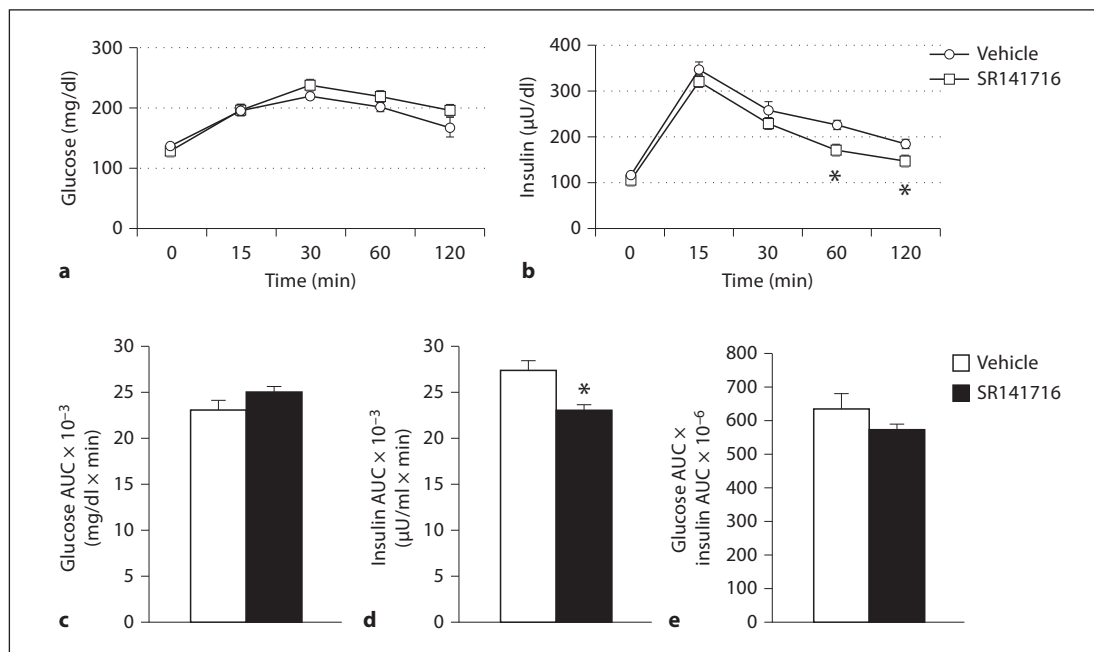 300
200
100
0
Glucose (mg/dl)
0 15 30 60 120
Time (min)
a
400
300
200
100
0
Insulin (μU/dl)
* *
0 15 30 60 120
Time (min)
b
Vehicle
SR141716
30
25
20
15
10
5
0
Glucose AUC × 10⁻³
(mg/dl × min)
c
30
25
20
15
10
5
0
Insulin AUC × 10⁻³
(μU/ml × min)
*
d
800
700
600
500
400
300
200
100
0
Glucose AUC ×
insulin AUC × 10⁻⁶
e
Vehicle
SR141716